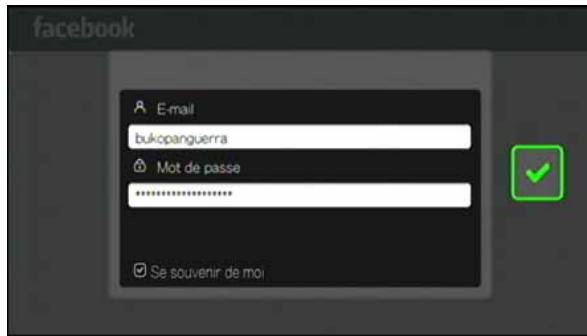 facebook
E-mail
bukopanguerra
Mot de passe
*******************
Se souvenir de moi